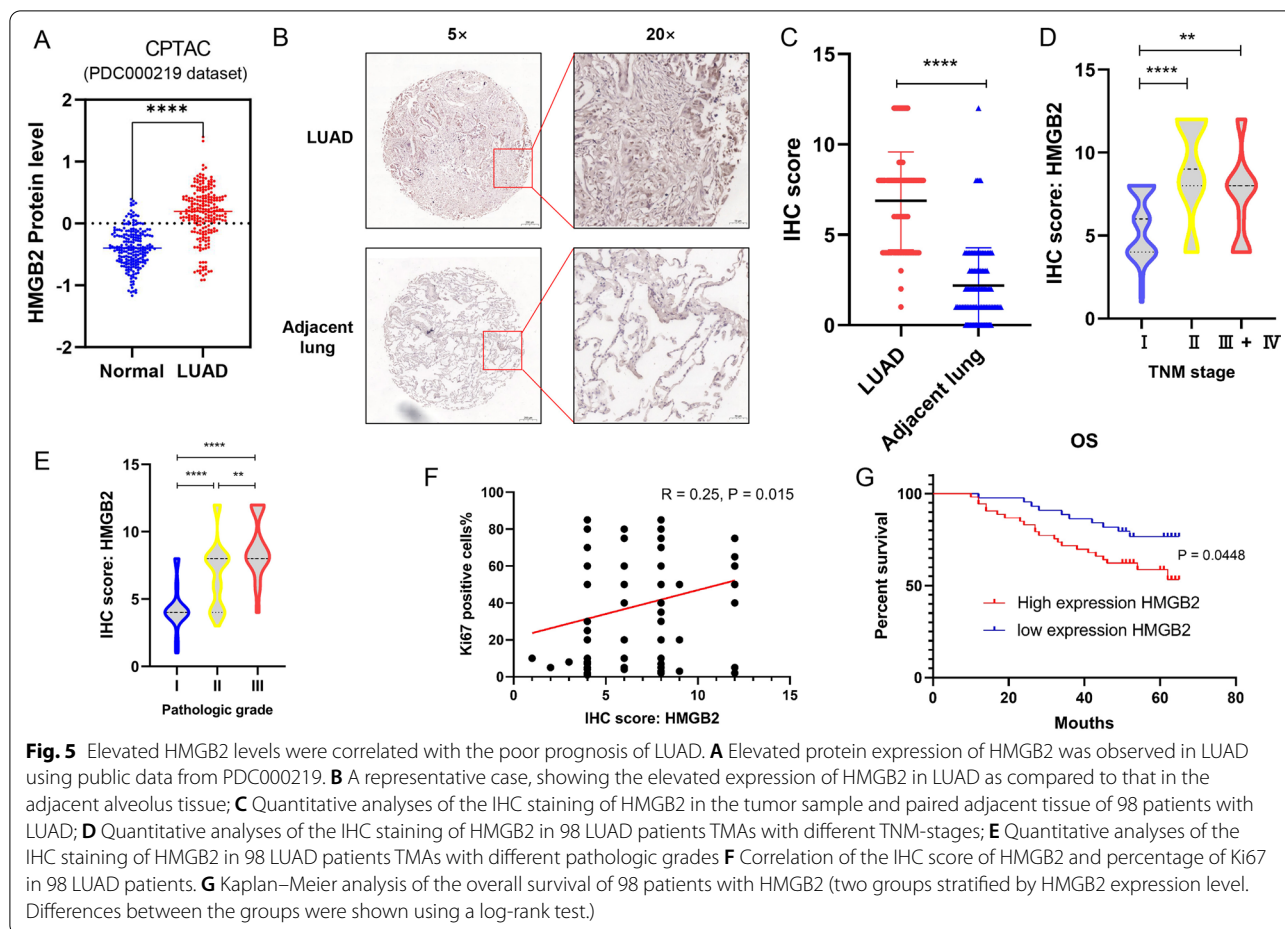 A
CPTAC
(PDC000219 dataset)
****
HMGB2 Protein level
2
1
0
-1
-2
Normal LUAD
B
5× 20×
LUAD
Adjacent
lung
C
****
IHC score
15
10
5
0
LUAD
Adjacent lung
D
**
****
IHC score: HMGB2
15
10
5
0
I II III + IV
TNM stage
E
****
**** **
IHC score: HMGB2
15
10
5
0
I II III
Pathologic grade
F
R = 0.25, P = 0.015
Ki67 positive cells%
100
80
60
40
20
0
0 5 10 15
IHC score: HMGB2
OS
G
Percent survival
100
50
0
P = 0.0448
High expression HMGB2
low expression HMGB2
0 20 40 60 80
Mouths
Fig. 5 Elevated HMGB2 levels were correlated with the poor prognosis of LUAD. A Elevated protein expression of HMGB2 was observed in LUAD
using public data from PDC000219. B A representative case, showing the elevated expression of HMGB2 in LUAD as compared to that in the
adjacent alveolus tissue; C Quantitative analyses of the IHC staining of HMGB2 in the tumor sample and paired adjacent tissue of 98 patients with
LUAD; D Quantitative analyses of the IHC staining of HMGB2 in 98 LUAD patients TMAs with different TNM-stages; E Quantitative analyses of the
IHC staining of HMGB2 in 98 LUAD patients TMAs with different pathologic grades F Correlation of the IHC score of HMGB2 and percentage of Ki67
in 98 LUAD patients. G Kaplan–Meier analysis of the overall survival of 98 patients with HMGB2 (two groups stratified by HMGB2 expression level.
Differences between the groups were shown using a log-rank test.)